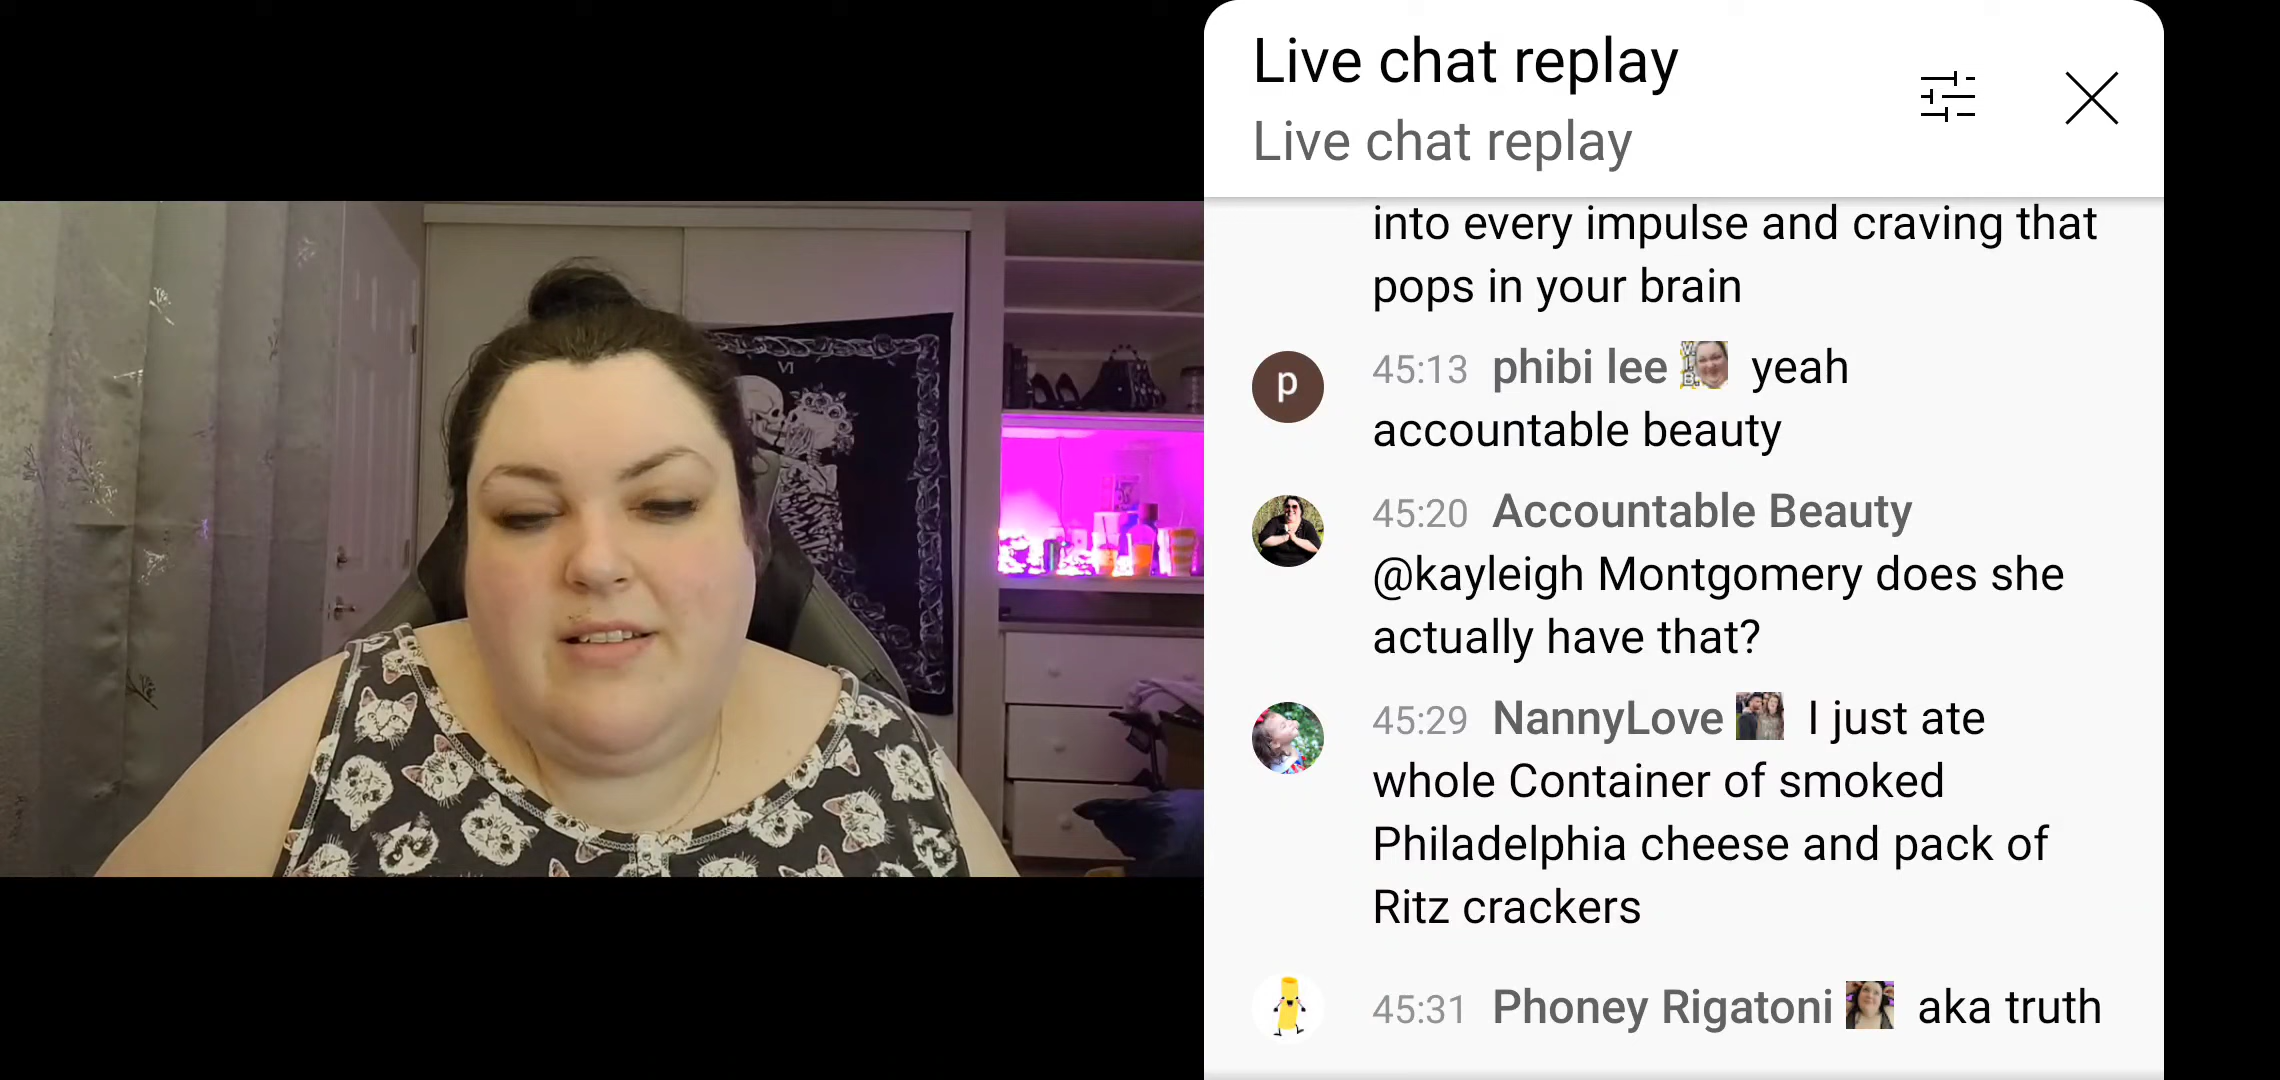 Live chat replay
Live chat replay
into every impulse and craving that
pops in your brain
p
45:13 phibi lee yeah
accountable beauty
45:20 Accountable Beauty
@kayleigh Montgomery does she
actually have that?
45:29 NannyLove I just ate
whole Container of smoked
Philadelphia cheese and pack of
Ritz crackers
45:31 Phoney Rigatoni aka truth
VI